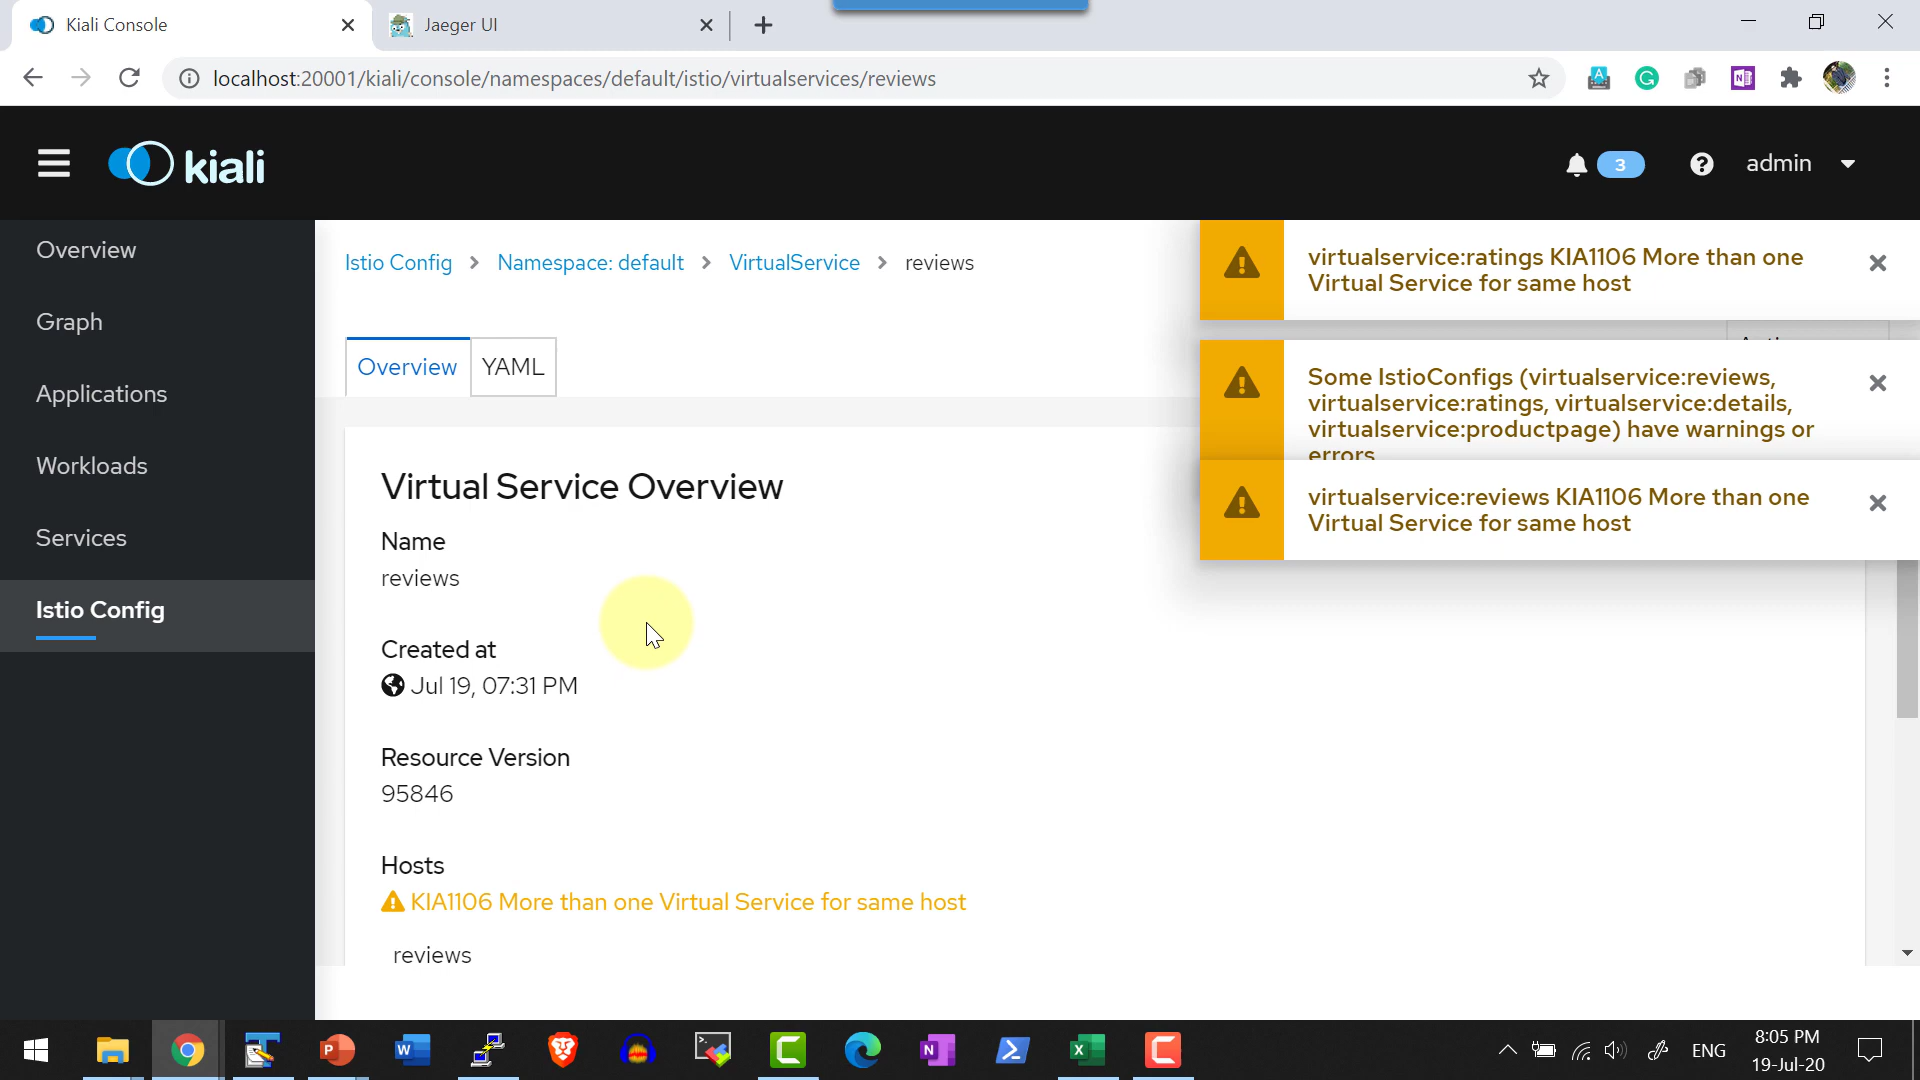 Kiali Console
Jaeger UI
localhost:20001/kiali/console/namespaces/default/istio/virtualservices/reviews
kiali
3
admin
Overview
Graph
Applications
Workloads
Services
Istio Config
Istio Config > Namespace: default > VirtualService > reviews
Overview YAML
Virtual Service Overview
Name
reviews
Created at
Jul 19, 07:31 PM
Resource Version
95846
Hosts
KIA1106 More than one Virtual Service for same host
reviews
virtualservice:ratings KIA1106 More than one
Virtual Service for same host
Some IstioConfigs (virtualservice:reviews,
virtualservice:ratings, virtualservice:details,
virtualservice:productpage) have warnings or
errors
virtualservice:reviews KIA1106 More than one
Virtual Service for same host
ENG
8:05 PM
19-Jul-20